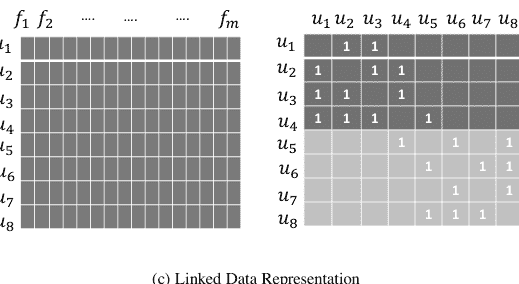 f1 f2 .... .... .... fm
u1
u2
u3
u4
u5
u6
u7
u8
u1 u2 u3 u4 u5 u6 u7 u8
u1 1 1
u2 1 1 1
u3 1 1 1
u4 1 1 1 1
u5 1 1 1
u6 1 1 1
u7 1 1
u8 1 1 1
(c) Linked Data Representation